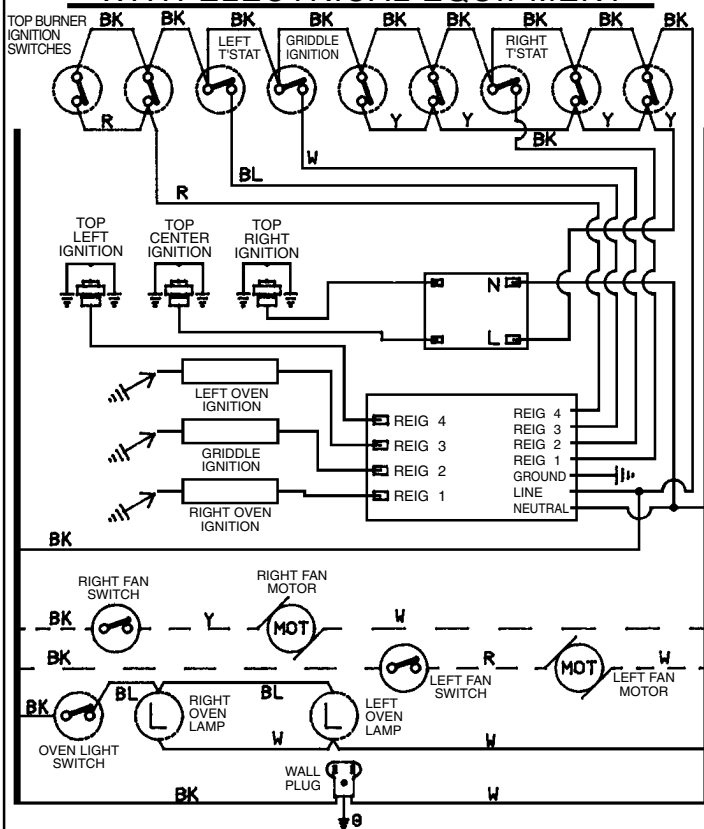 WITH ELECTRICAL EQUIPMENT
TOP BURNER
IGNITION
SWITCHES
BK BK BK BK BK BK BK BK
LEFT
T'STAT
GRIDDLE
IGNITION
RIGHT
T'STAT
R Y Y Y Y
BK
W
BL
R
TOP
LEFT
IGNITION
TOP
CENTER
IGNITION
TOP
RIGHT
IGNITION
N
L
LEFT OVEN
IGNITION
GRIDDLE
IGNITION
RIGHT OVEN
IGNITION
REIG 4
REIG 3
REIG 2
REIG 1
REIG 4
REIG 3
REIG 2
REIG 1
GROUND
LINE
NEUTRAL
BK
RIGHT FAN
SWITCH
RIGHT FAN
MOTOR
BK Y MOT W
BK R MOT W
LEFT FAN
SWITCH
LEFT FAN
MOTOR
BK BL BL
L
RIGHT
OVEN
LAMP
L
LEFT
OVEN
LAMP
OVEN LIGHT
SWITCH
W W
WALL
PLUG
BK W